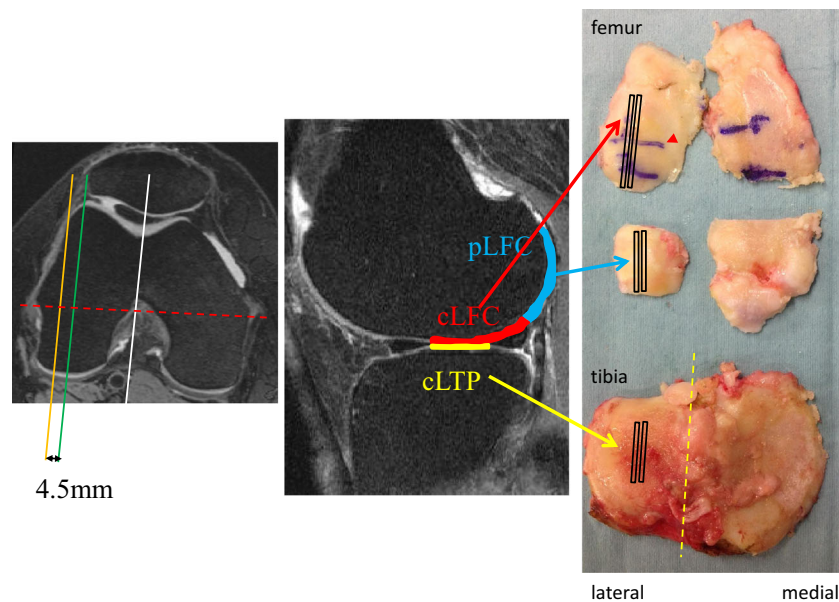 femur
pLFC
cLFC
cLTP
tibia
4.5mm
lateral
medial